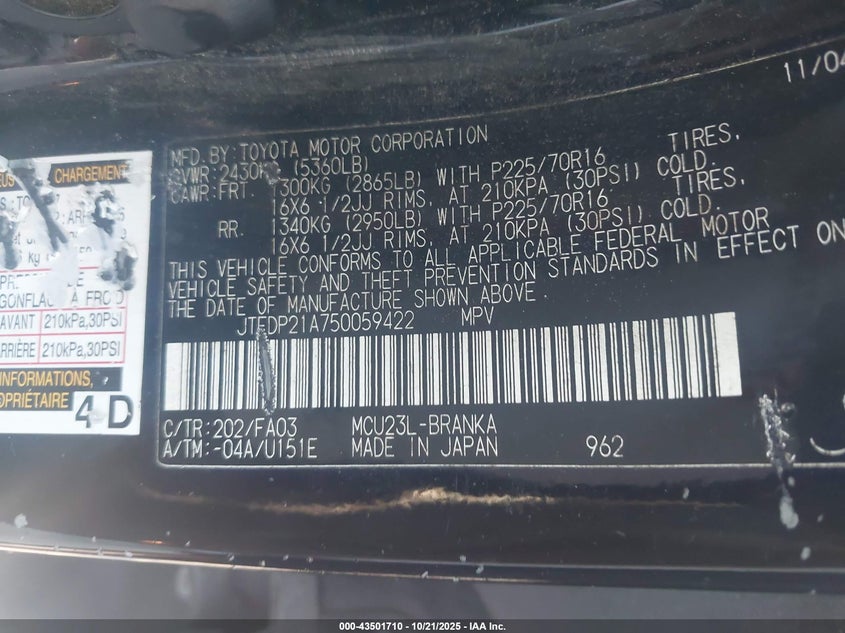 11/04
MFD. BY: TOYOTA MOTOR CORPORATION
GVWR: 2430KG (5360LB)
GAWR: FRT 1300KG (2865LB) WITH P225/70R16 TIRES,
16X6 1/2JJ RIMS, AT 210KPA (30PSI) COLD.
RR. 1340KG (2950LB) WITH P225/70R16 TIRES,
16X6 1/2JJ RIMS, AT 210KPA (30PSI) COLD.
THIS VEHICLE CONFORMS TO ALL APPLICABLE FEDERAL MOTOR
VEHICLE SAFETY AND THEFT PREVENTION STANDARDS IN EFFECT ON
THE DATE OF MANUFACTURE SHOWN ABOVE.
JTEDP21A750059422 MPV
C/TR: 202/FA03 MCU23L-BRANKA
A/TM: -04A/U151E MADE IN JAPAN 962
CHARGEMENT
À FROID
AVANT 210kPa,30PSI
ARRIÈRE 210kPa,30PSI
INFORMATIONS,
PROPRIÉTAIRE 4 D
000-43501710 - 10/21/2025 - IAA Inc.